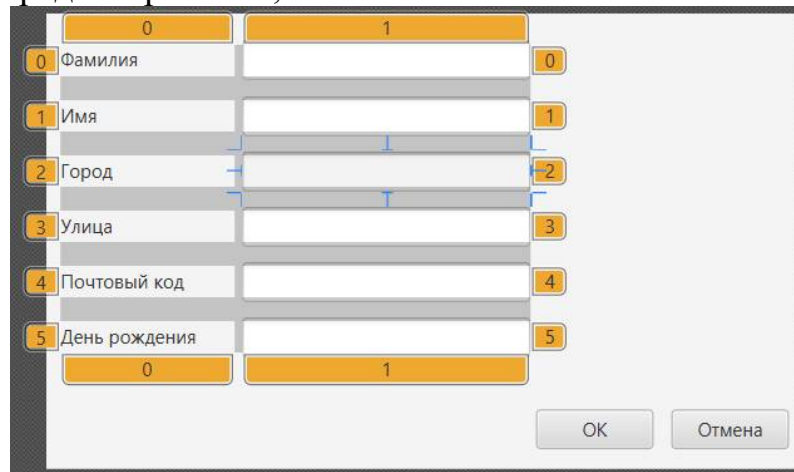 0 1
0 Фамилия 0
1 Имя 1
2 Город 2
3 Улица 3
4 Почтовый код 4
5 День рождения 5
0 1
OK Отмена